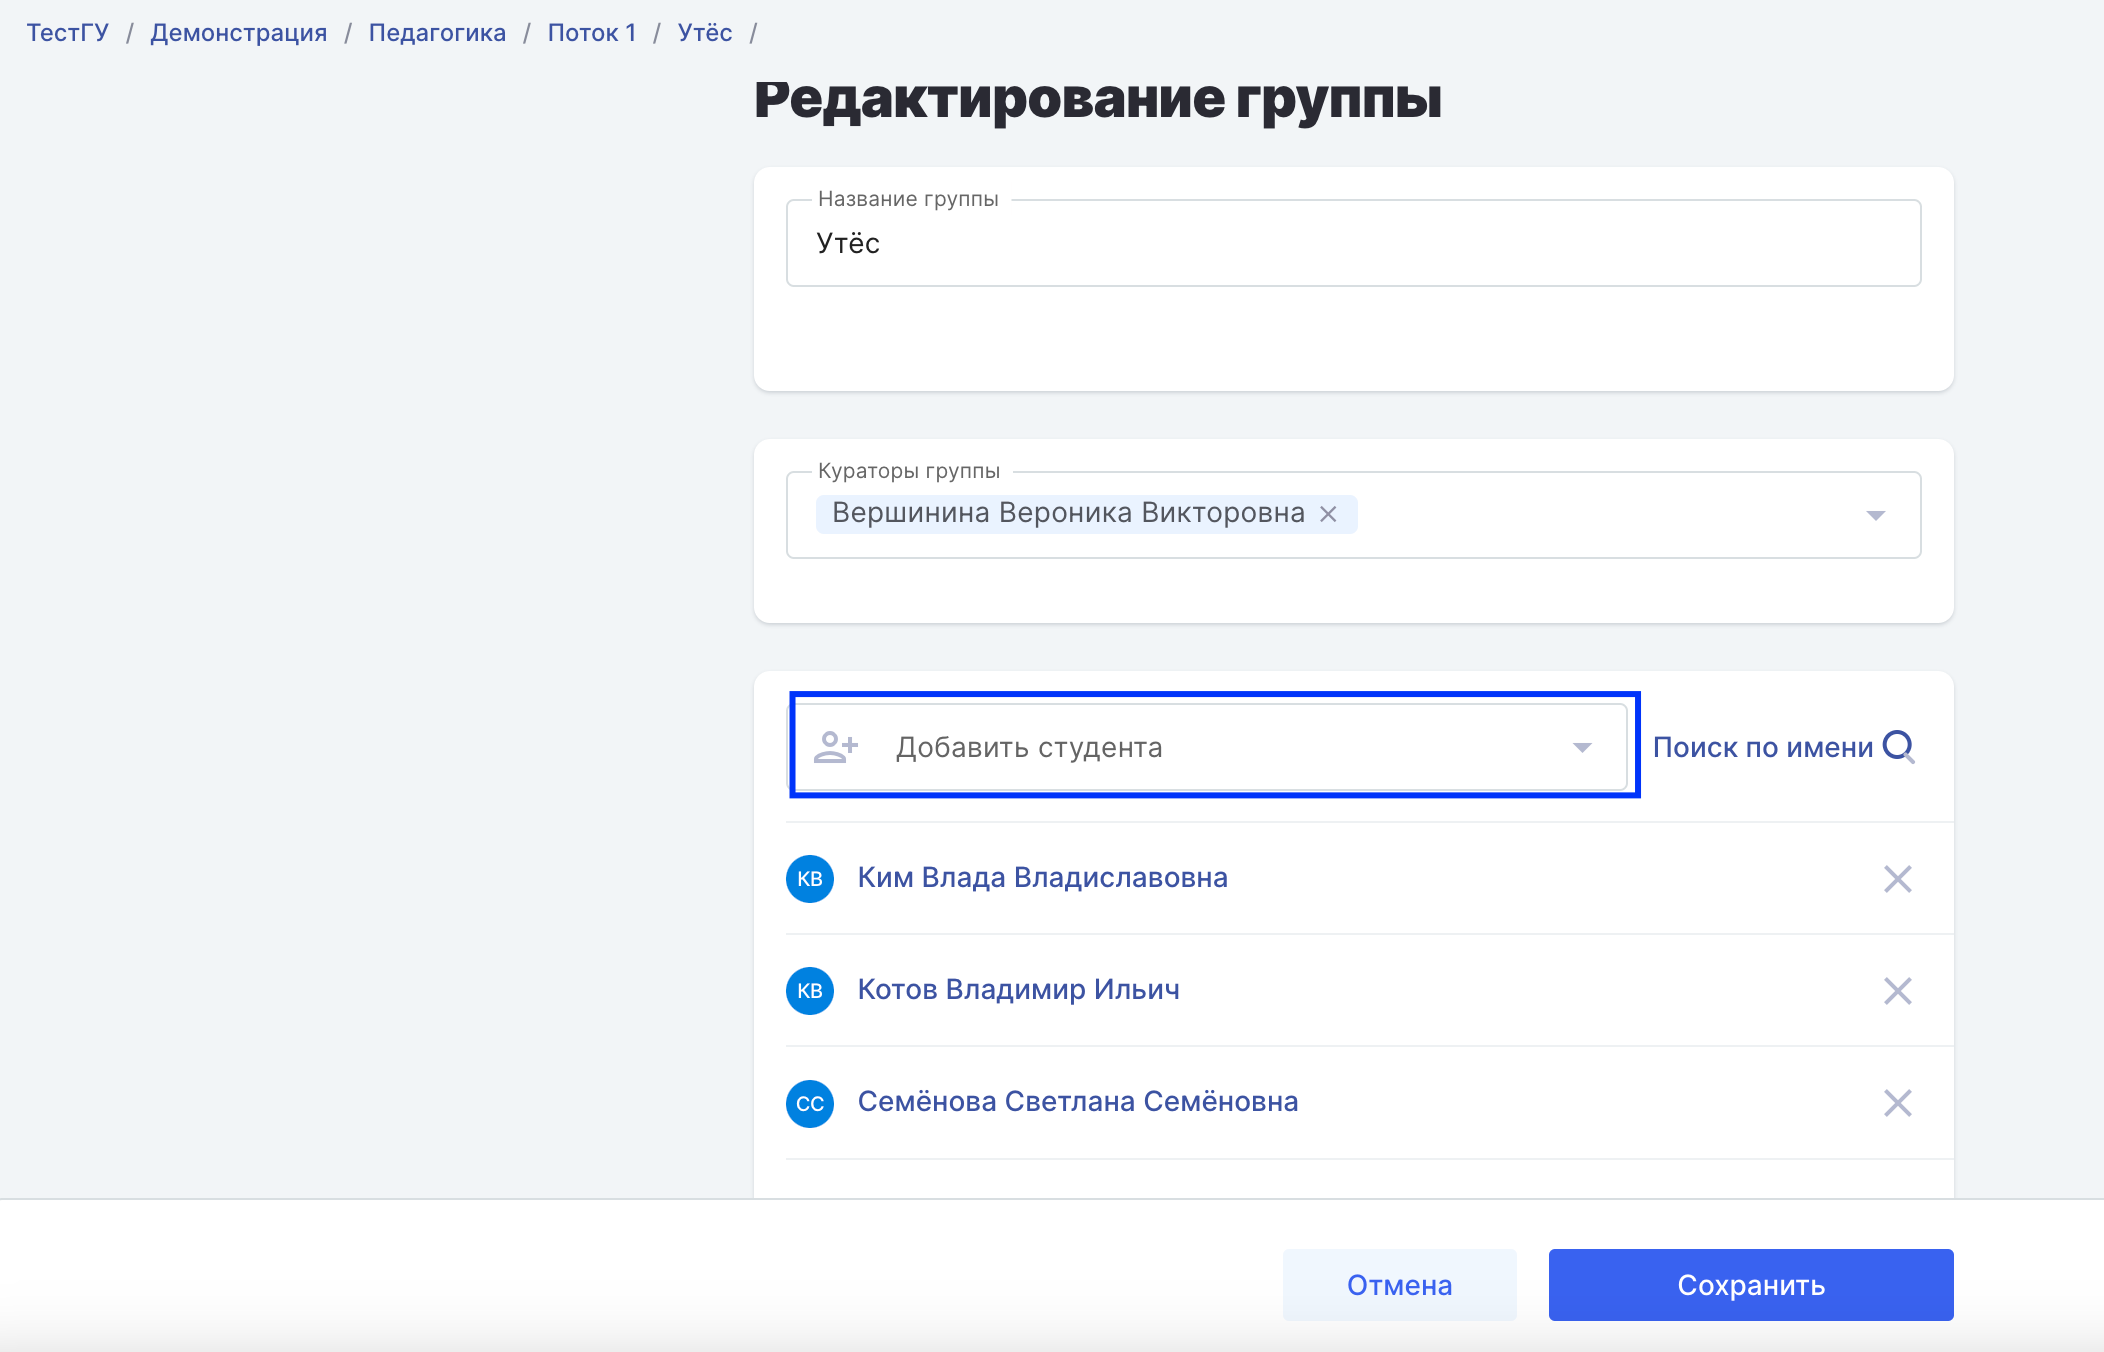 ТестГУ / Демонстрация / Педагогика / Поток 1 / Утёс /
Редактирование группы
Название группы
Утёс
Кураторы группы
Вершинина Вероника Викторовна
Добавить студента
Поиск по имени
КВ Ким Влада Владиславовна
КВ Котов Владимир Ильич
СС Семёнова Светлана Семёновна
Отмена Сохранить